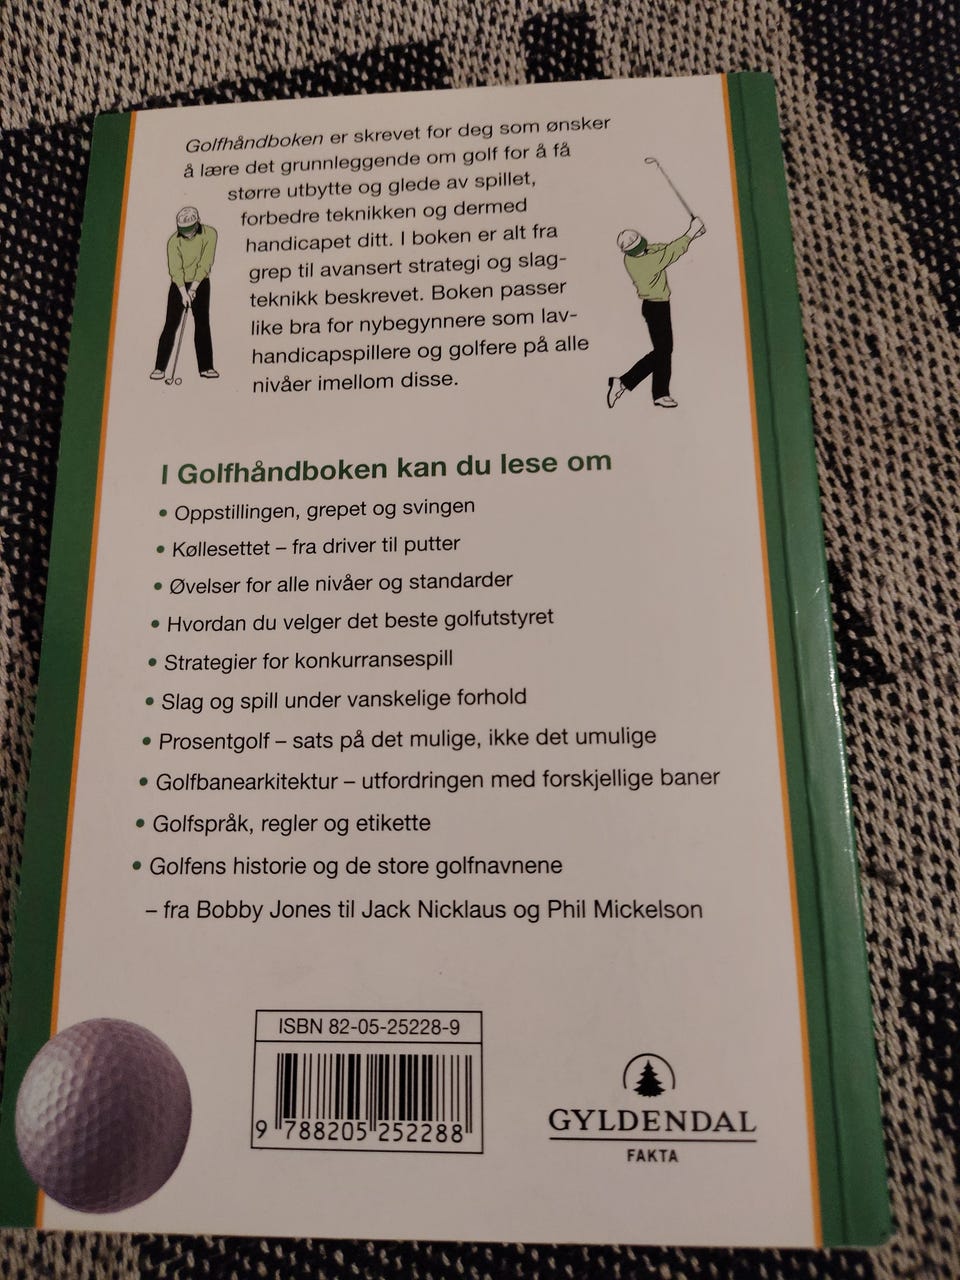 Golfhåndboken er skrevet for deg som ønsker
å lære det grunnleggende om golf for å få
større utbytte og glede av spillet,
forbedre teknikken og dermed
handicapet ditt. I boken er alt fra
grep til avansert strategi og slag-
teknikk beskrevet. Boken passer
like bra for nybegynnere som lav-
handicapspillere og golfere på alle
nivåer imellom disse.
I Golfhåndboken kan du lese om
• Oppstillingen, grepet og svingen
• Køllesettet – fra driver til putter
• Øvelser for alle nivåer og standarder
• Hvordan du velger det beste golfutstyret
• Strategier for konkurransespill
• Slag og spill under vanskelige forhold
• Prosentgolf – sats på det mulige, ikke det umulige
• Golfbanearkitektur – utfordringen med forskjellige baner
• Golfspråk, regler og etikette
• Golfens historie og de store golfnavnene
– fra Bobby Jones til Jack Nicklaus og Phil Mickelson
ISBN 82-05-25228-9
9 788205 252288
GYLDENDAL
FAKTA